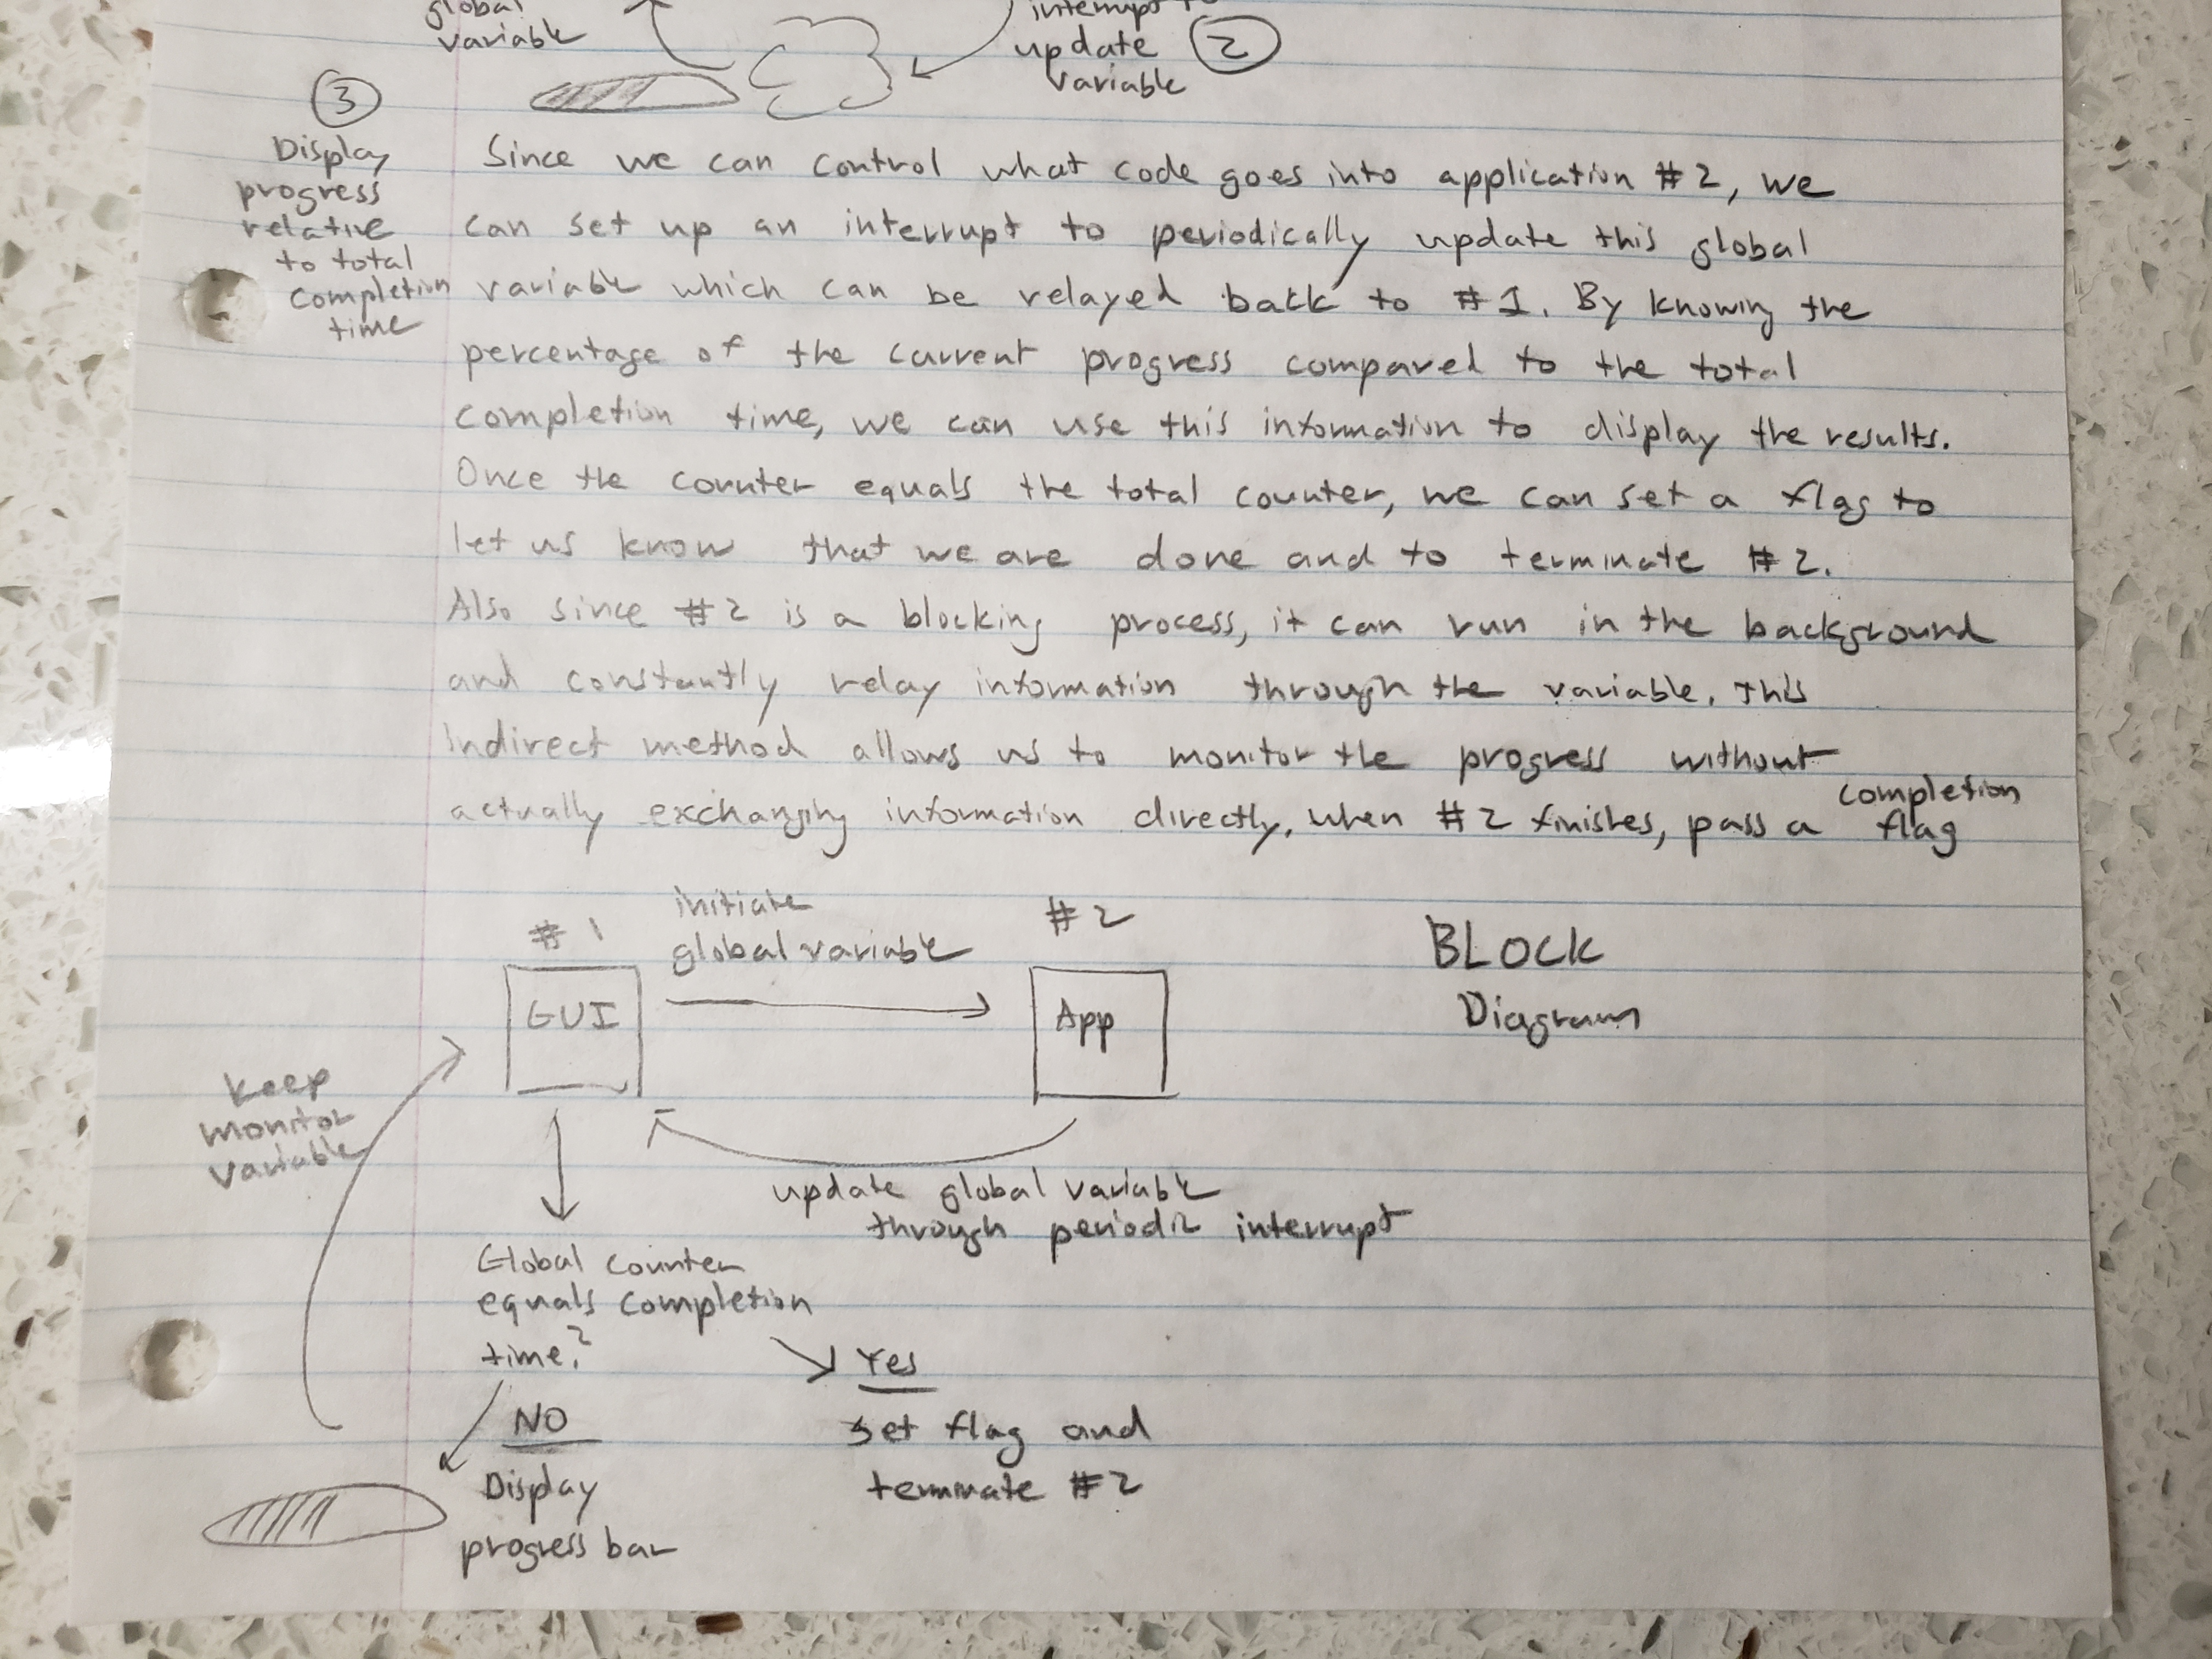 global
variable
interrupt to
update
variable
2
3
Display
progress
relative
to total
completion
time
Since we can control what code goes into application #2, we
can set up an interrupt to periodically update this global
variable which can be relayed back to #1. By knowing the
percentage of the current progress compared to the total
completion time, we can use this information to display the results.
Once the counter equals the total counter, we can set a flag to
let us know that we are done and to terminate #2.
Also since #2 is a blocking process, it can run in the background
and constantly relay information through the variable. This
indirect method allows us to monitor the progress without
actually exchanging information directly. when #2 finishes, pass a completion flag
#1
initiate
global variable
#2
GUI
App
BLOCK
Diagram
keep
monitor
variable
update global variable
through periodic interrupt
Global counter
equals completion
time?
Yes
set flag and
terminate #2
NO
Display
progress bar